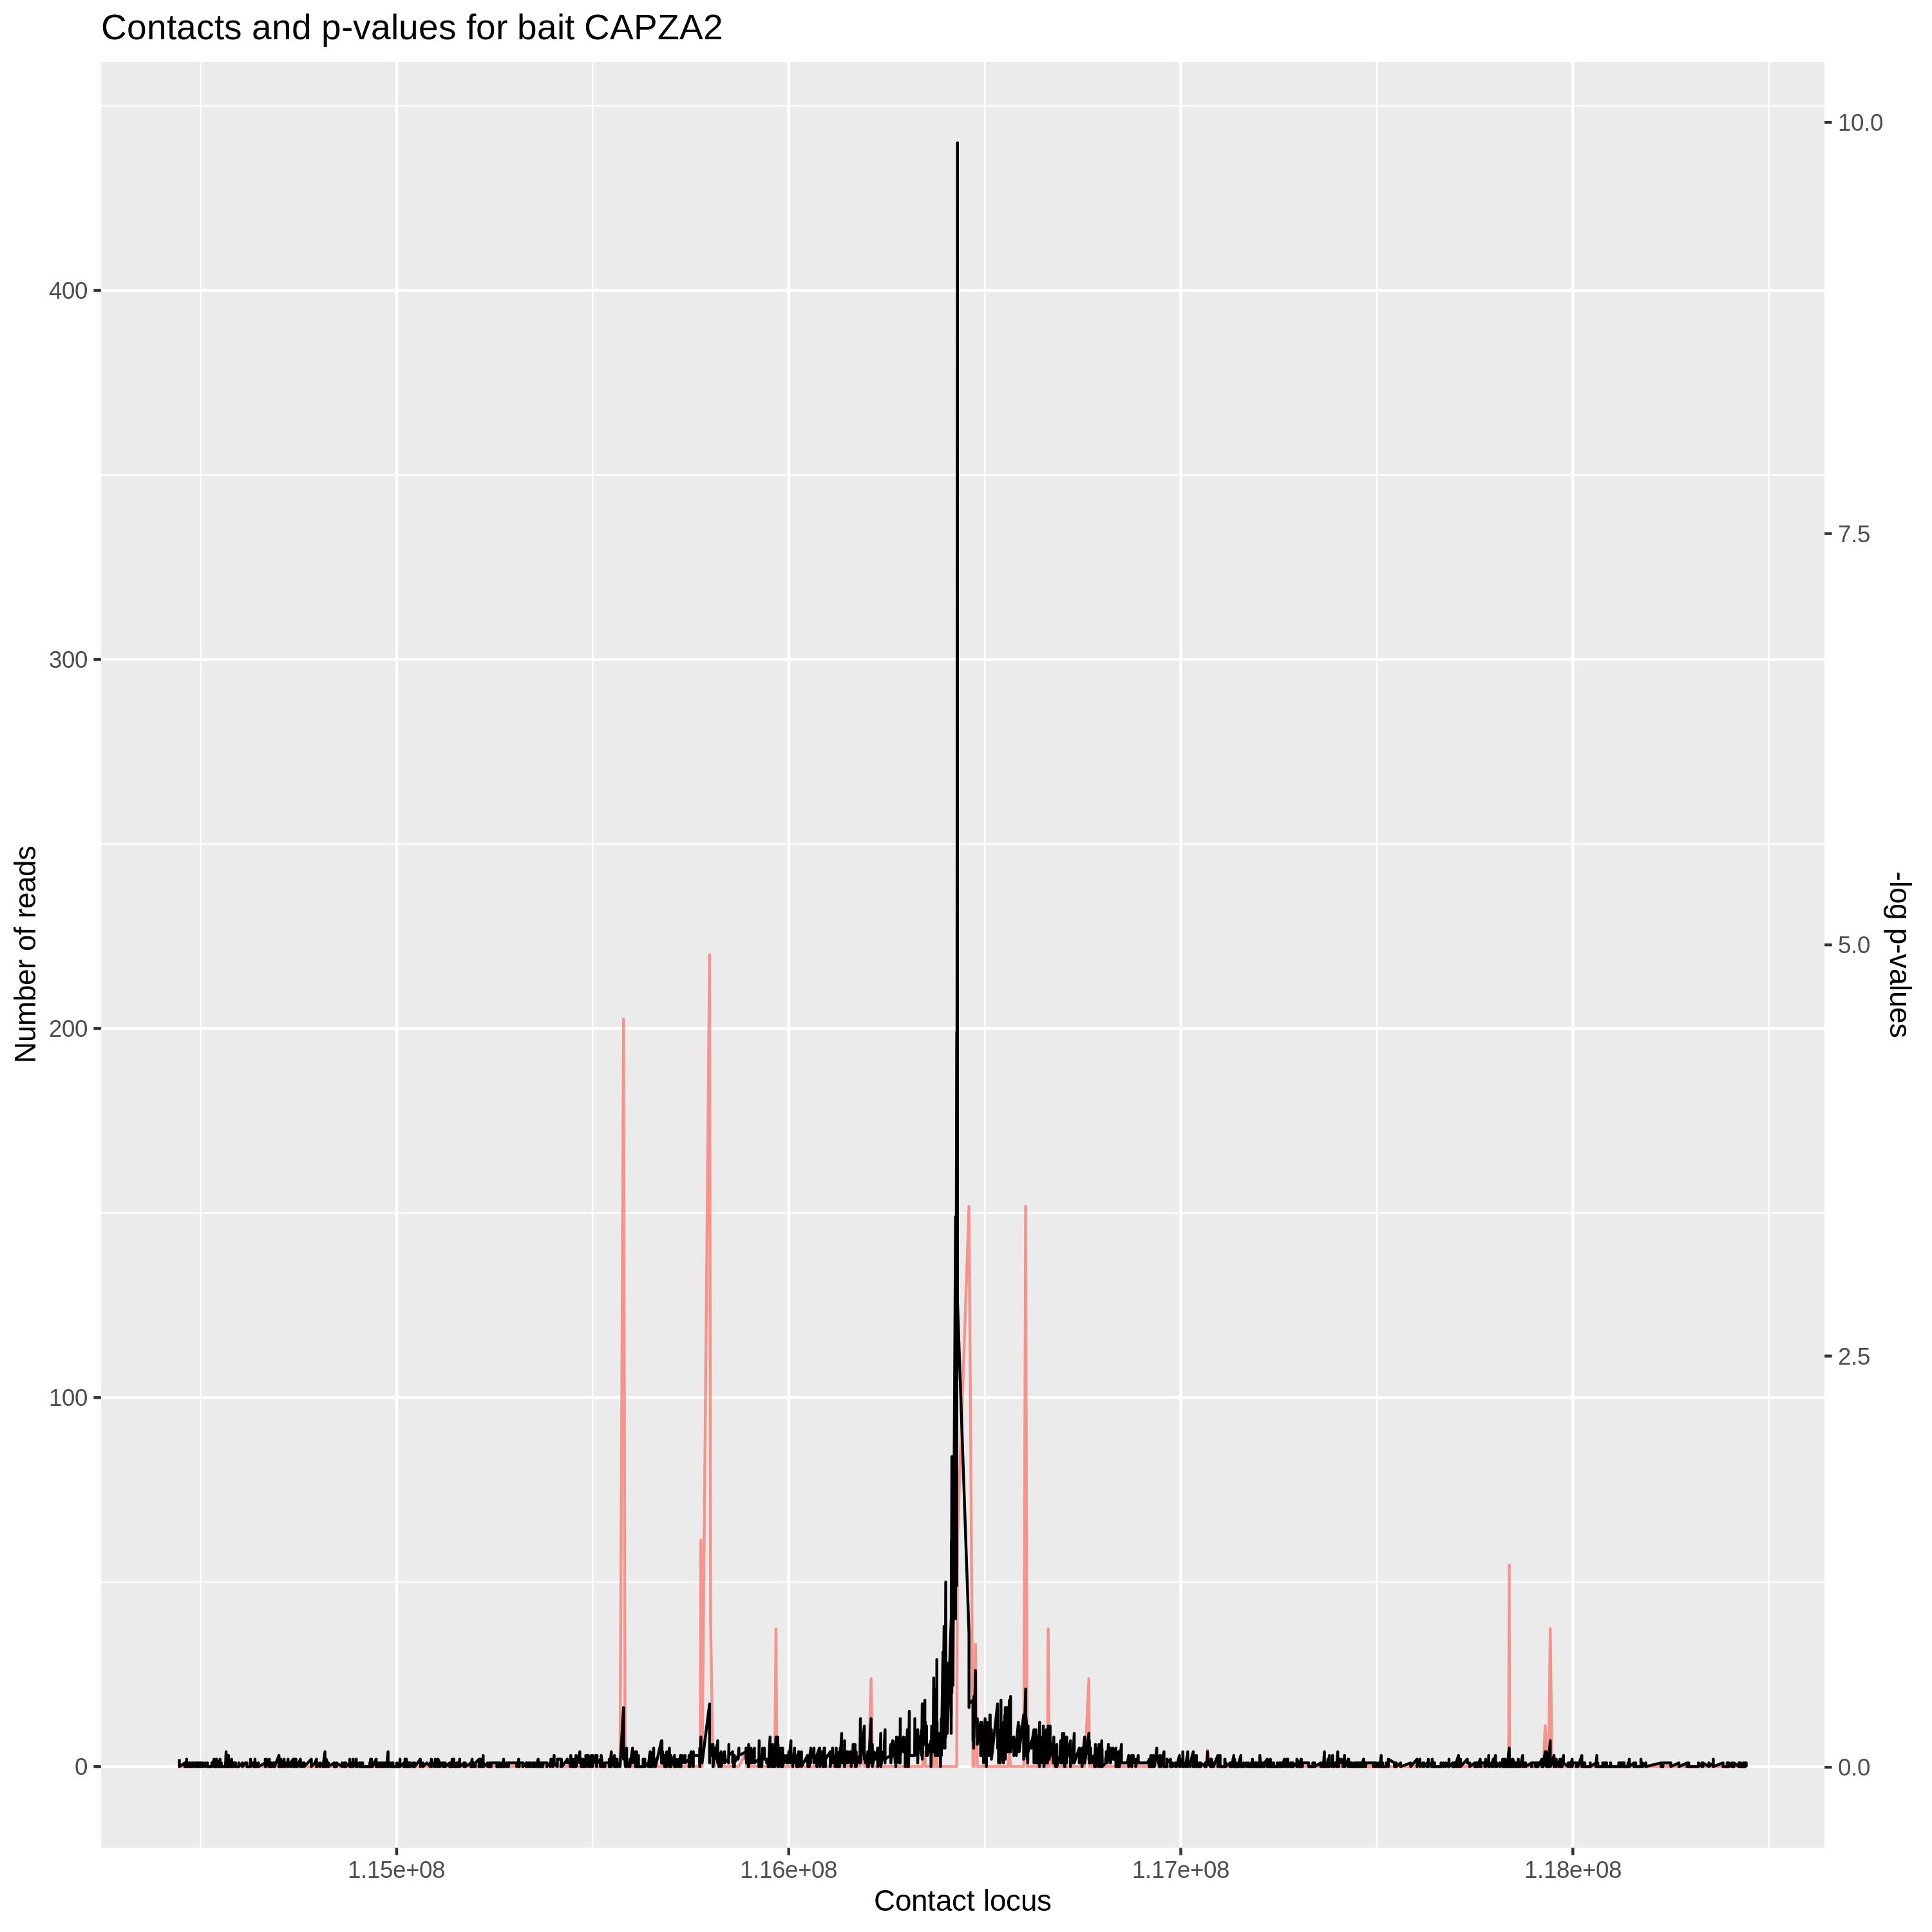 Contacts and p-values for bait CAPZA2
10.0
400
7.5
300
Number of reads
-log p-values
5.0
200
2.5
100
0
0.0
1.15e+08
1.16e+08
1.17e+08
1.18e+08
Contact locus